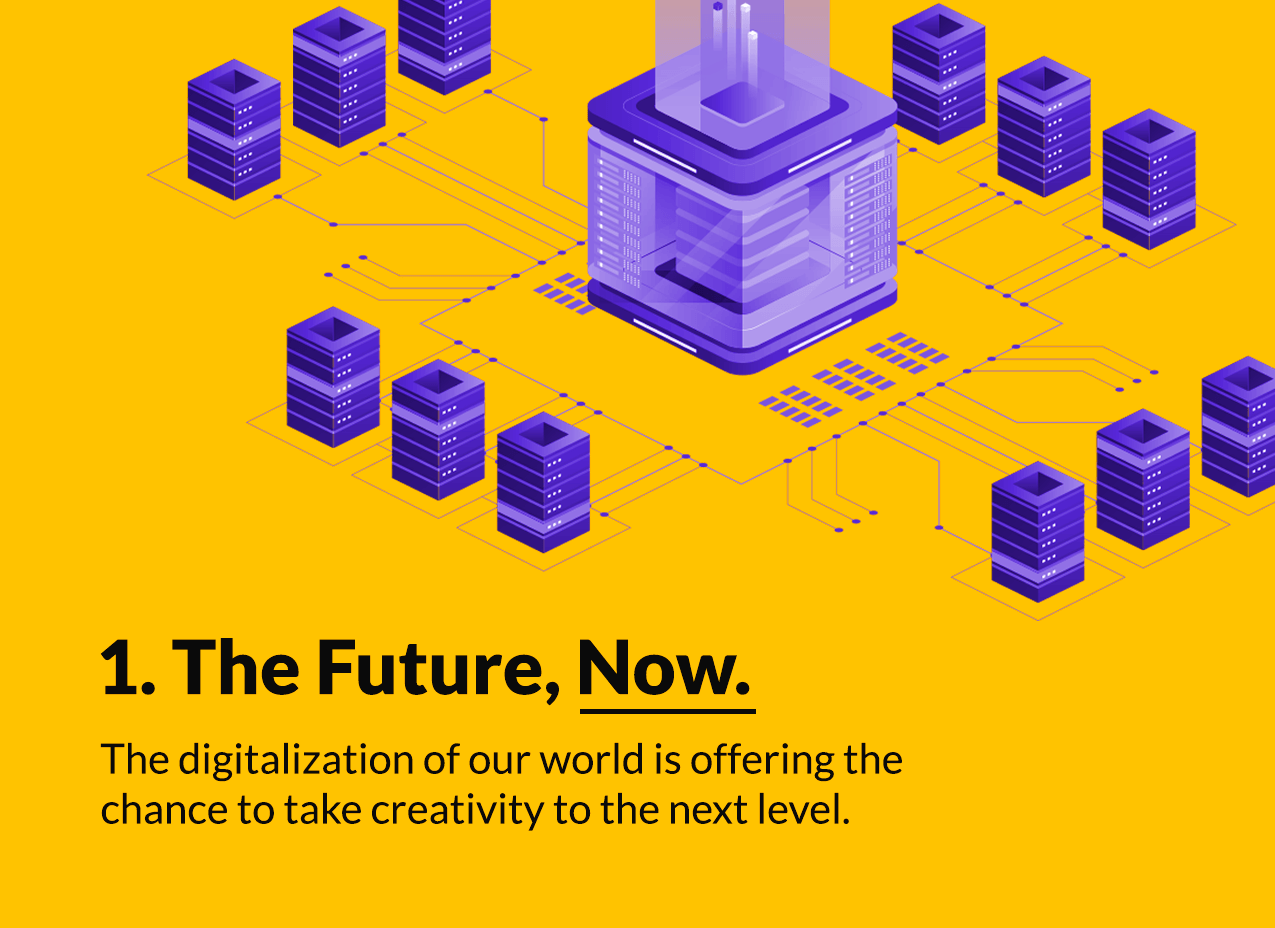 1. The Future, Now.
The digitalization of our world is offering the
chance to take creativity to the next level.